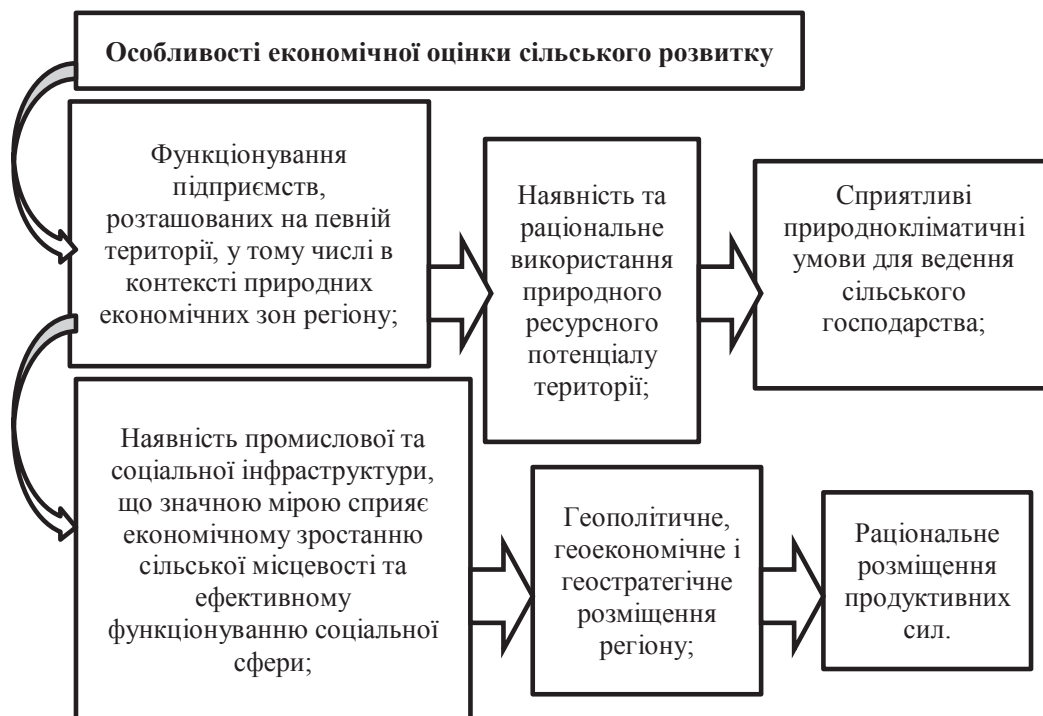 Особливості економічної оцінки сільського розвитку
Функціонування
підприємств,
розташованих на певній
території, у тому числі в
контексті природних
економічних зон регіону;
Наявність та
раціональне
використання
природного
ресурсного
потенціалу
території;
Сприятливі
природнокліматичні
умови для ведення
сільського
господарства;
Наявність промислової та
соціальної інфраструктури,
що значною мірою сприяє
економічному зростанню
сільської місцевості та
ефективному
функціонуванню соціальної
сфери;
Геополітичне,
геоекономічне і
геостратегічне
розміщення
регіону;
Раціональне
розміщення
продуктивних
сил.